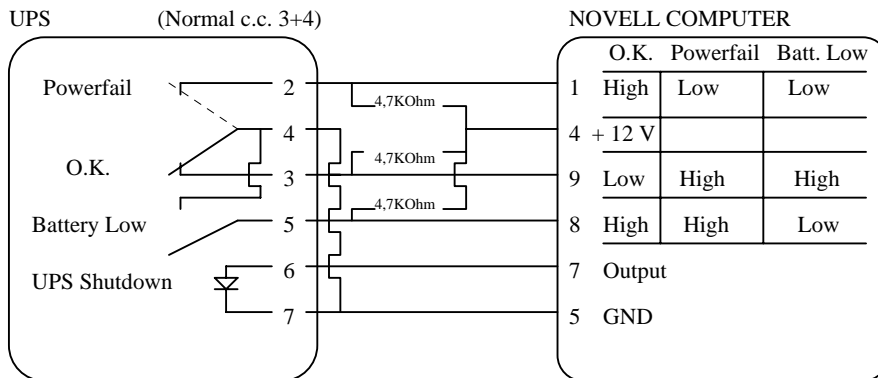 UPS (Normal c.c. 3+4) NOVELL COMPUTER
O.K. Powerfail Batt. Low
Powerfail 2 4,7KOhm 1 High Low Low
4 4 + 12 V
O.K. 3 4,7KOhm 9 Low High High
Battery Low 5 4,7KOhm 8 High High Low
UPS Shutdown 6 7 Output
7 5 GND